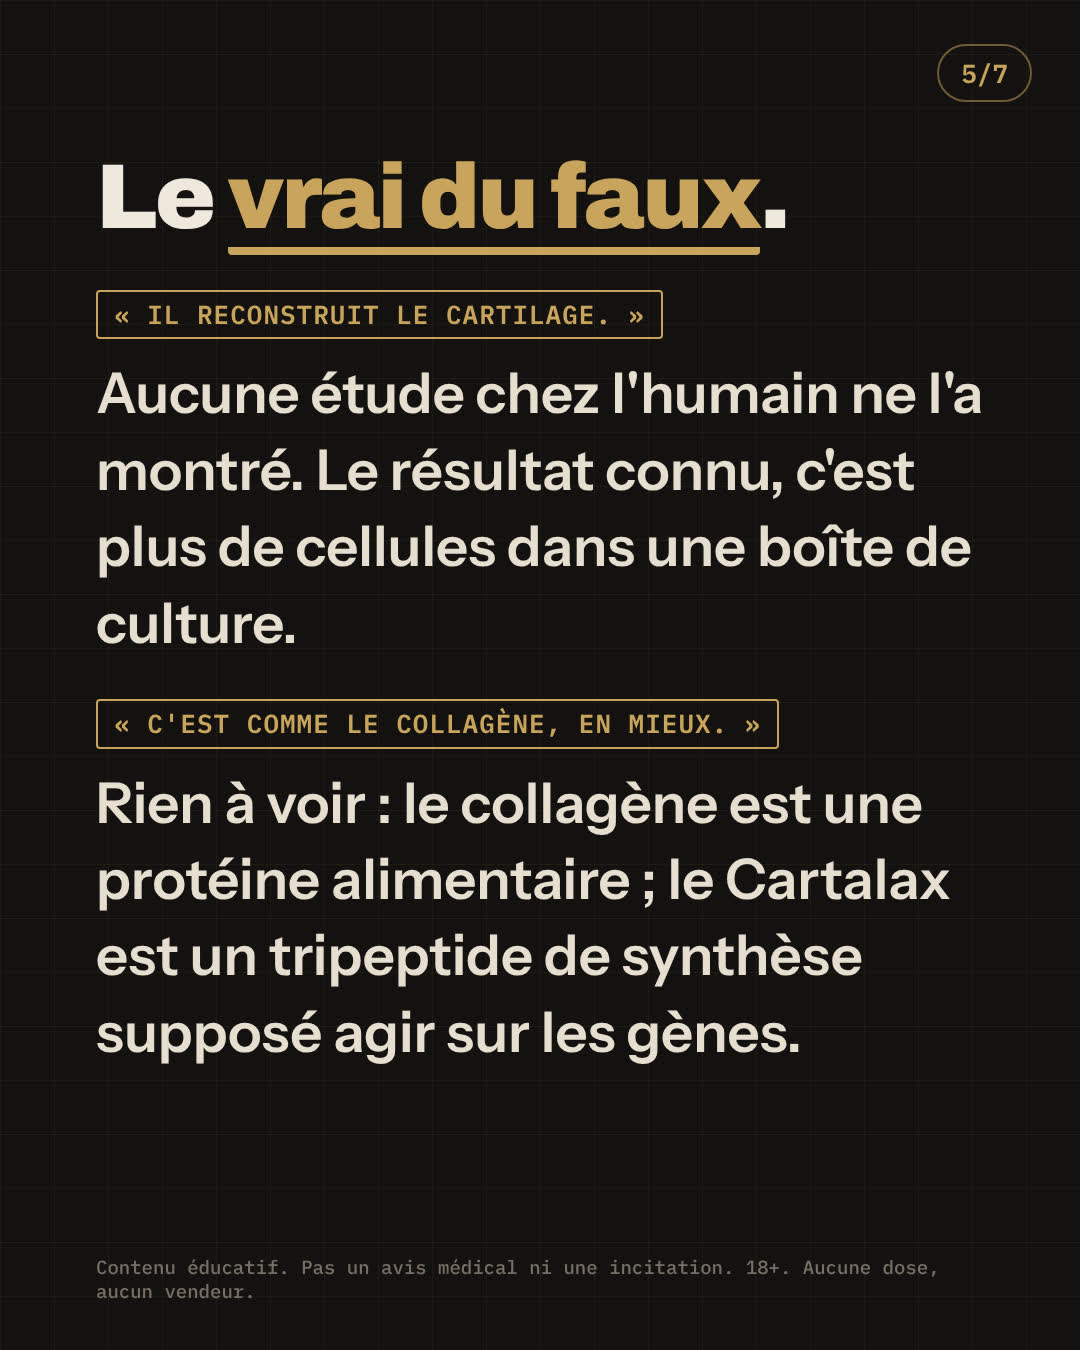 5/7
Le vrai du faux.
« IL RECONSTRUIT LE CARTILAGE. »
Aucune étude chez l'humain ne l'a
montré. Le résultat connu, c'est
plus de cellules dans une boîte de
culture.
« C'EST COMME LE COLLAGÈNE, EN MIEUX. »
Rien à voir : le collagène est une
protéine alimentaire ; le Cartalax
est un tripeptide de synthèse
supposé agir sur les gènes.
Contenu éducatif. Pas un avis médical ni une incitation. 18+. Aucune dose,
aucun vendeur.